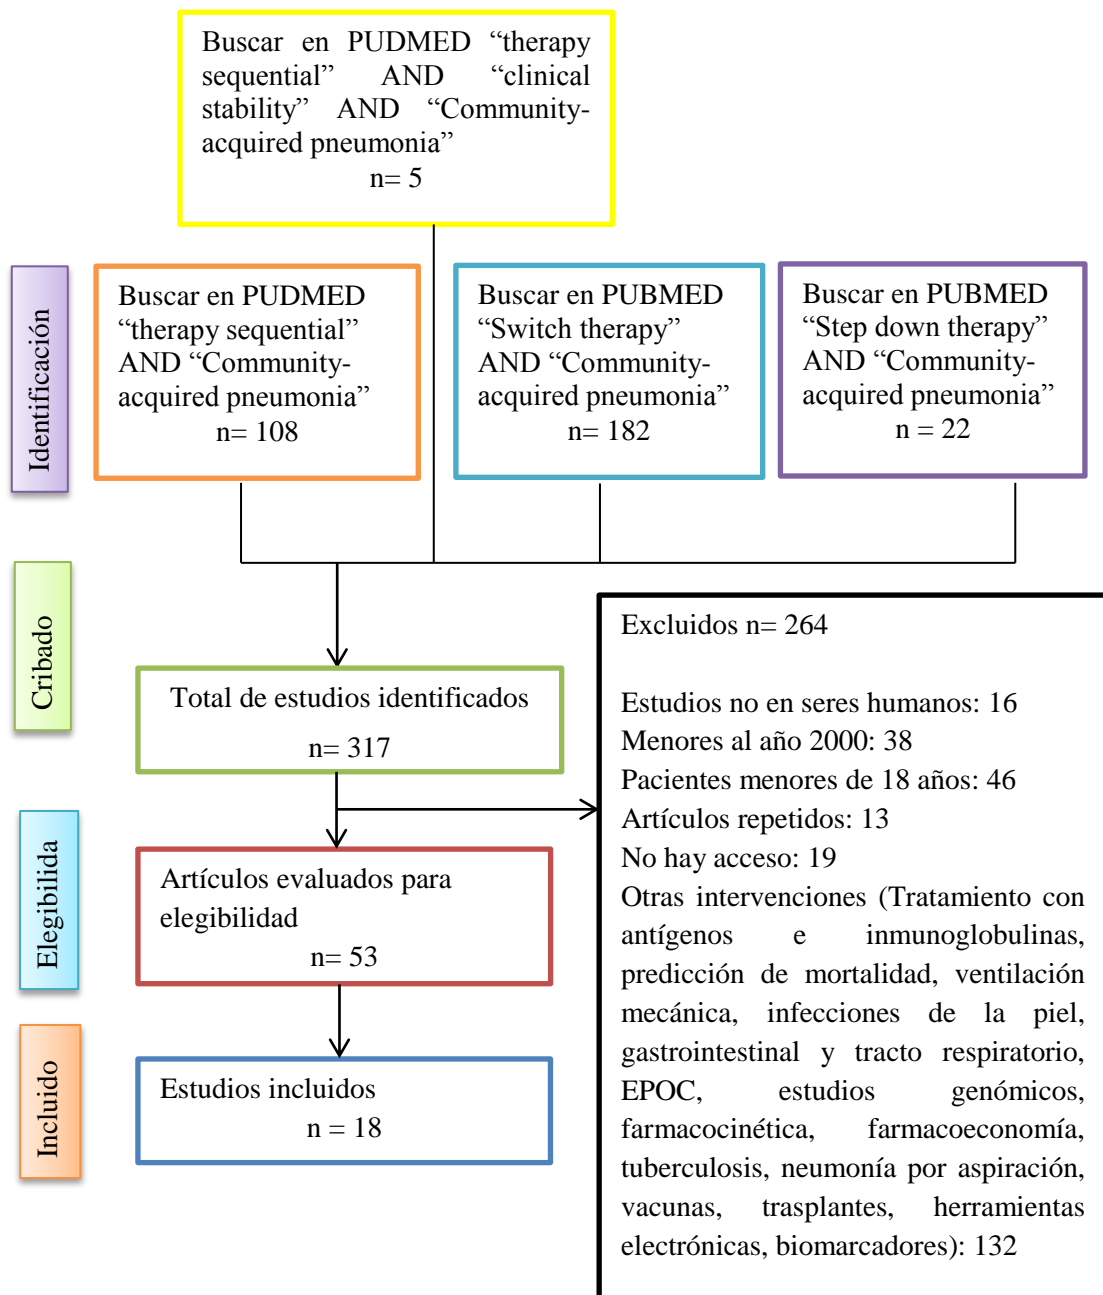 Buscar en PUDMED “therapy
sequential” AND “clinical
stability” AND “Community-
acquired pneumonia”
n= 5
Identificación
Buscar en PUDMED
“therapy sequential”
AND “Community-
acquired pneumonia”
n= 108
Buscar en PUBMED
“Switch therapy”
AND “Community-
acquired pneumonia”
n= 182
Buscar en PUBMED
“Step down therapy”
AND “Community-
acquired pneumonia”
n = 22
Cribado
Total de estudios identificados
n= 317
Excluidos n= 264
Estudios no en seres humanos: 16
Menores al año 2000: 38
Pacientes menores de 18 años: 46
Artículos repetidos: 13
No hay acceso: 19
Otras intervenciones (Tratamiento con
antígenos e inmunoglobulinas,
predicción de mortalidad, ventilación
mecánica, infecciones de la piel,
gastrointestinal y tracto respiratorio,
EPOC, estudios genómicos,
farmacocinética, farmacoeconomía,
tuberculosis, neumonía por aspiración,
vacunas, trasplantes, herramientas
electrónicas, biomarcadores): 132
Elegibilida
Artículos evaluados para
elegibilidad
n= 53
Incluido
Estudios incluidos
n = 18